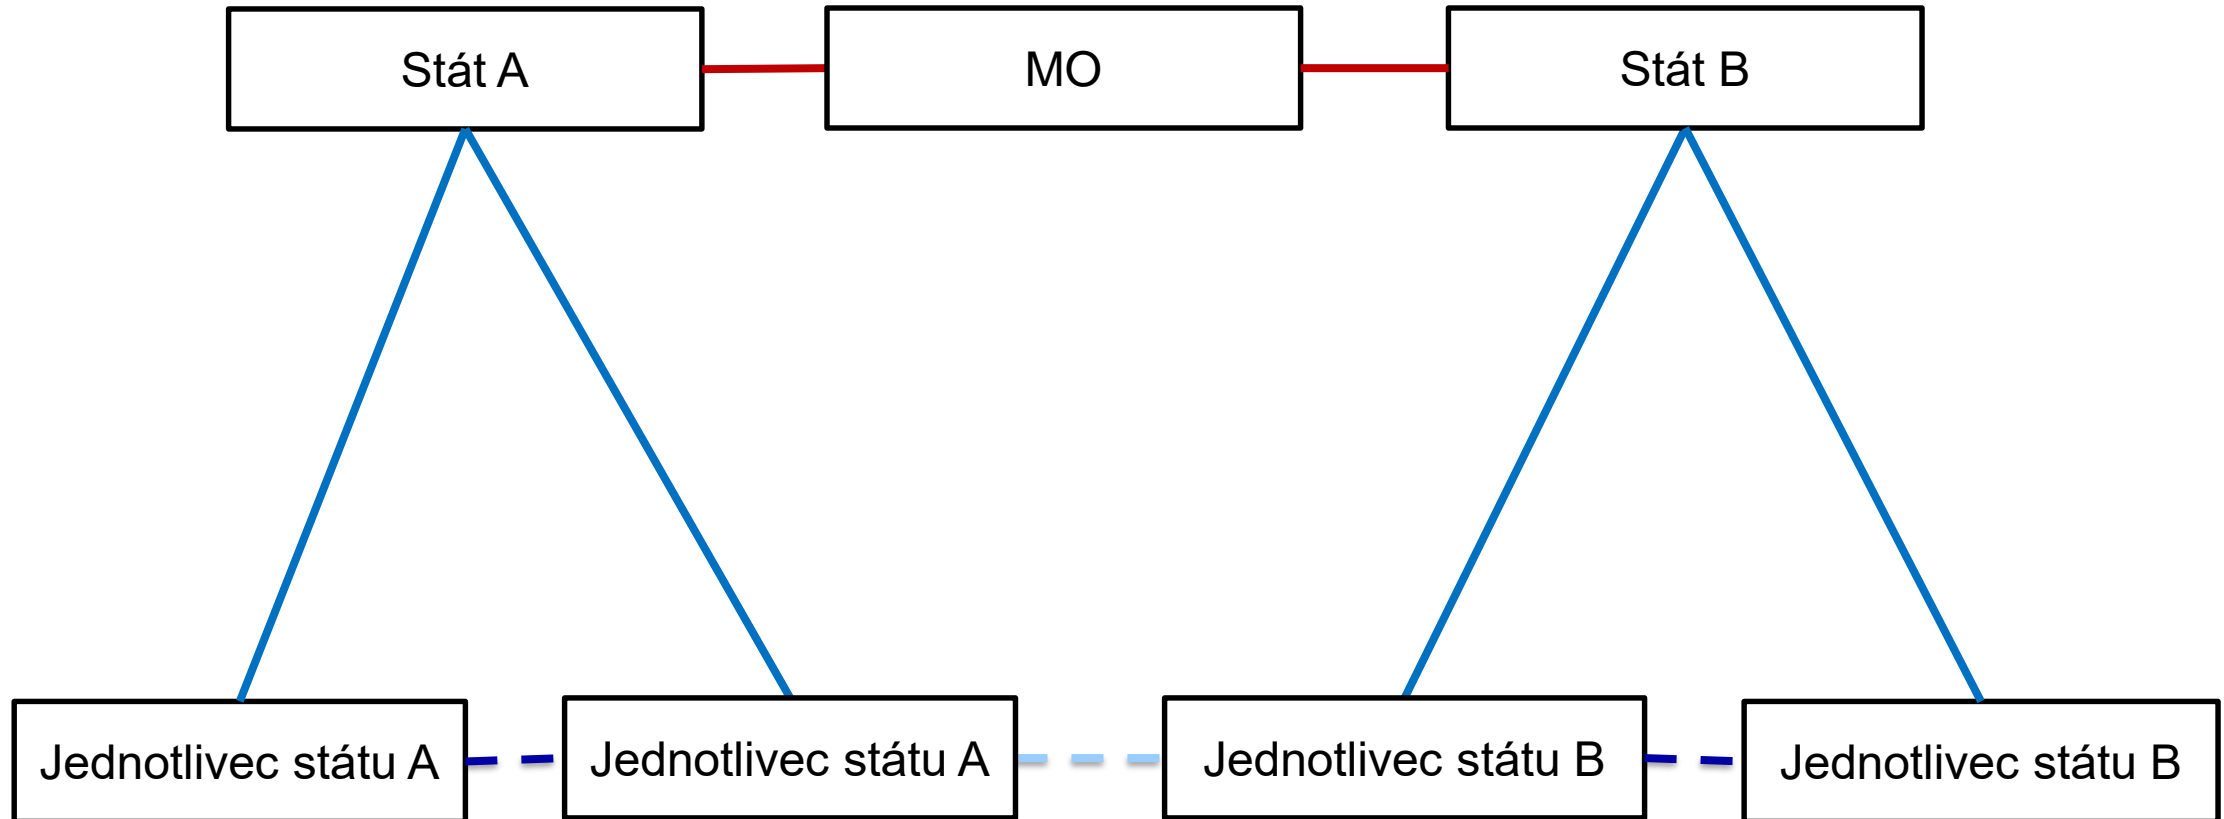 Stát A
MO
Stát B
Jednotlivec státu A
Jednotlivec státu A
Jednotlivec státu B
Jednotlivec státu B